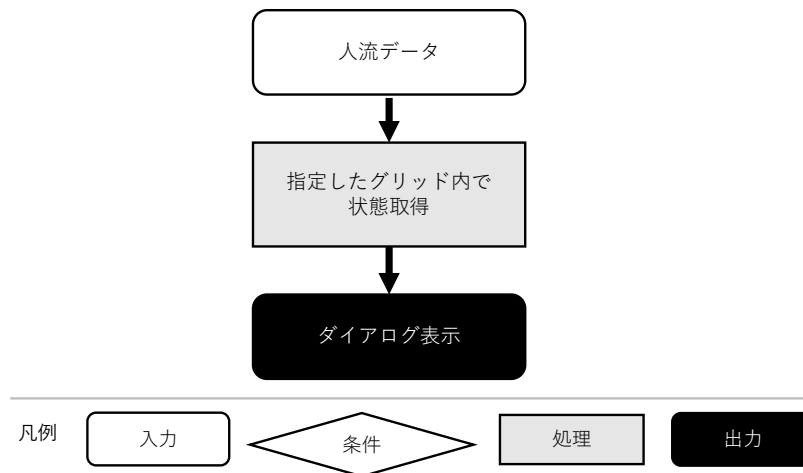 人流データ
指定したグリッド内で
状態取得
ダイアログ表示
凡例
入力
条件
処理
出力